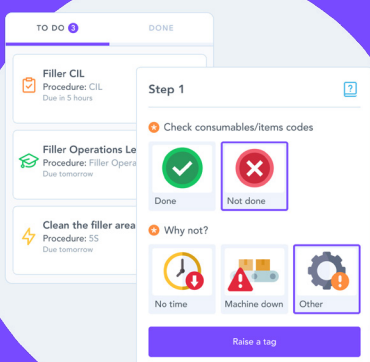 TO DO 3
DONE
Filler CIL
Procedure: CIL
Due in 5 hours
Filler Operations Le
Procedure: Filler Opera
Due tomorrow
Clean the filler area
Procedure: 5S
Due tomorrow
Step 1
?
Check consumables/items codes
Done
Not done
Why not?
No time
Machine down
Other
Raise a tag